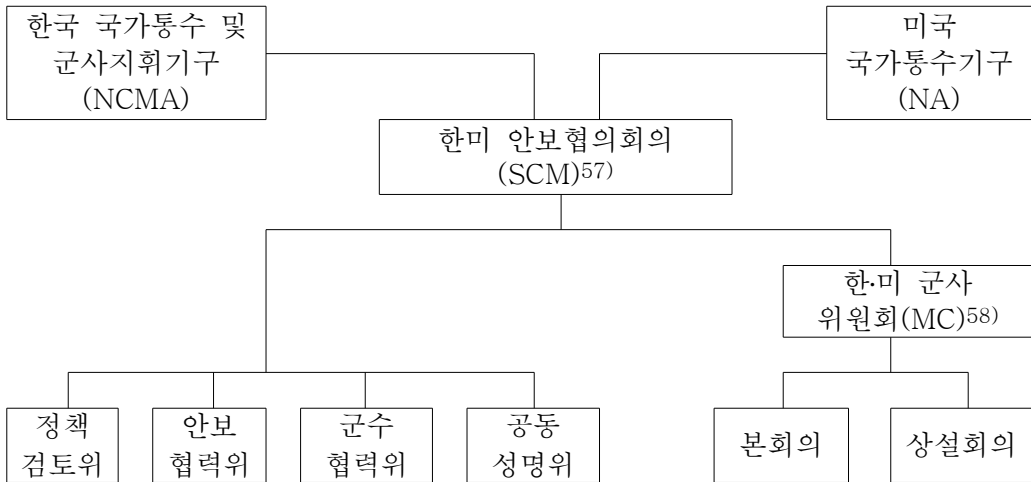 한국 국가통수 및
군사지휘기구
(NCMA)
미국
국가통수기구
(NA)
한미 안보협의회의
(SCM)57)
한·미 군사
위원회(MC)58)
정책
검토위
안보
협력위
군수
협력위
공동
성명위
본회의
상설회의